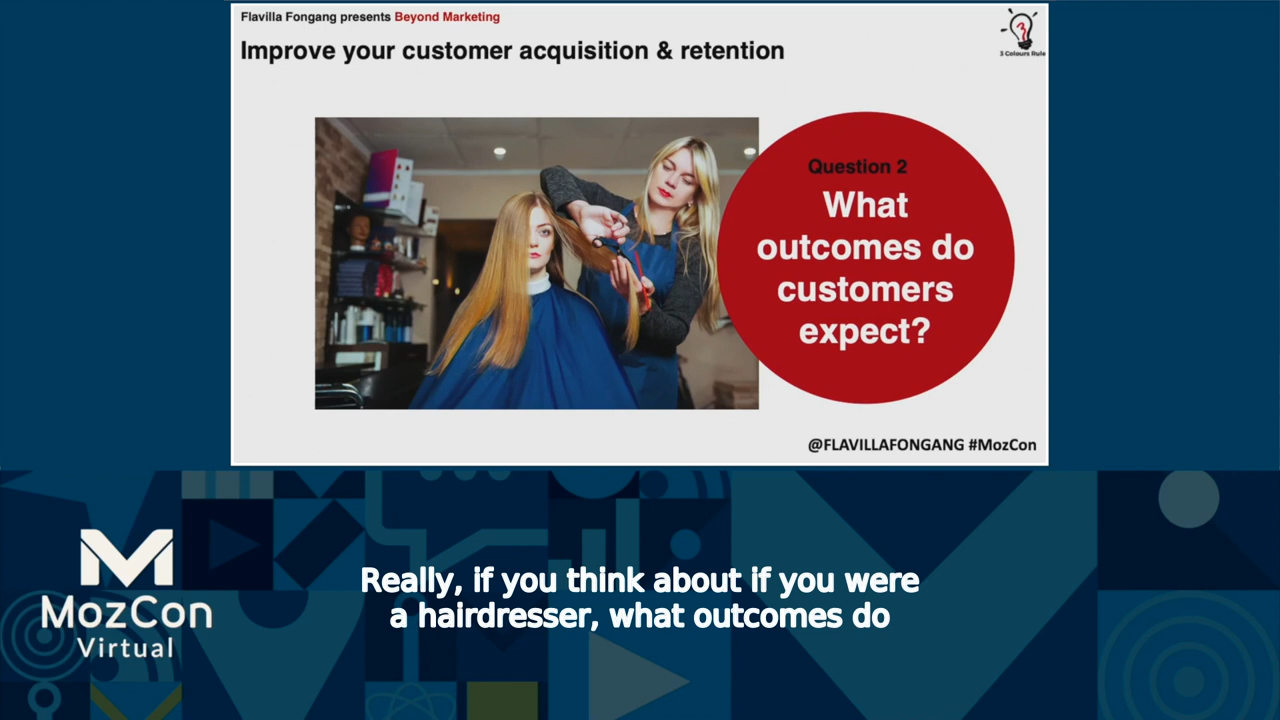 Flavilla Fongang presents Beyond Marketing
Improve your customer acquisition & retention
3
3 Colours Rule
Question 2
What
outcomes do
customers
expect?
@FLAVILLAFONGANG #MozCon
M
MozCon
Virtual
Really, if you think about if you were
a hairdresser, what outcomes do